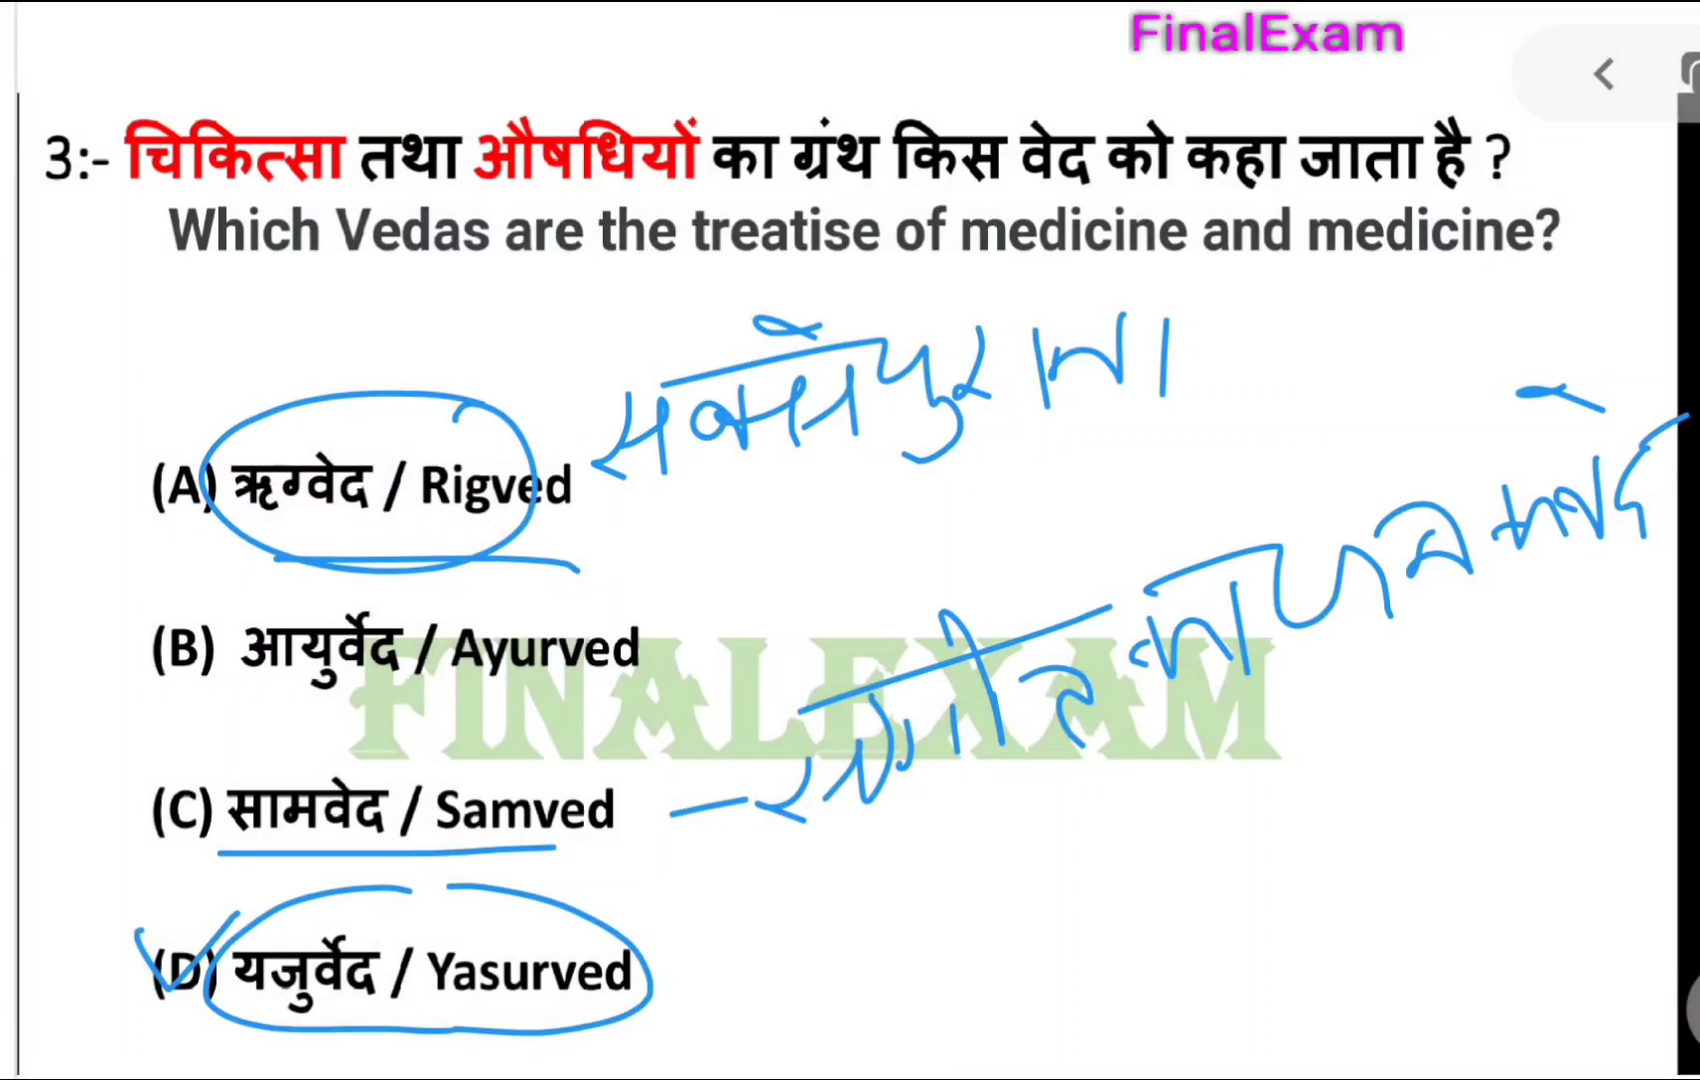 FinalExam
3:- चिकित्सा तथा औषधियों का ग्रंथ किस वेद को कहा जाता है ?
Which Vedas are the treatise of medicine and medicine?
सबसे पुराना
(A) ऋग्वेद / Rigved
(B) आयुर्वेद / Ayurved
FINALEXAM
(C) सामवेद / Samved
(D) यजुर्वेद / Yasurved